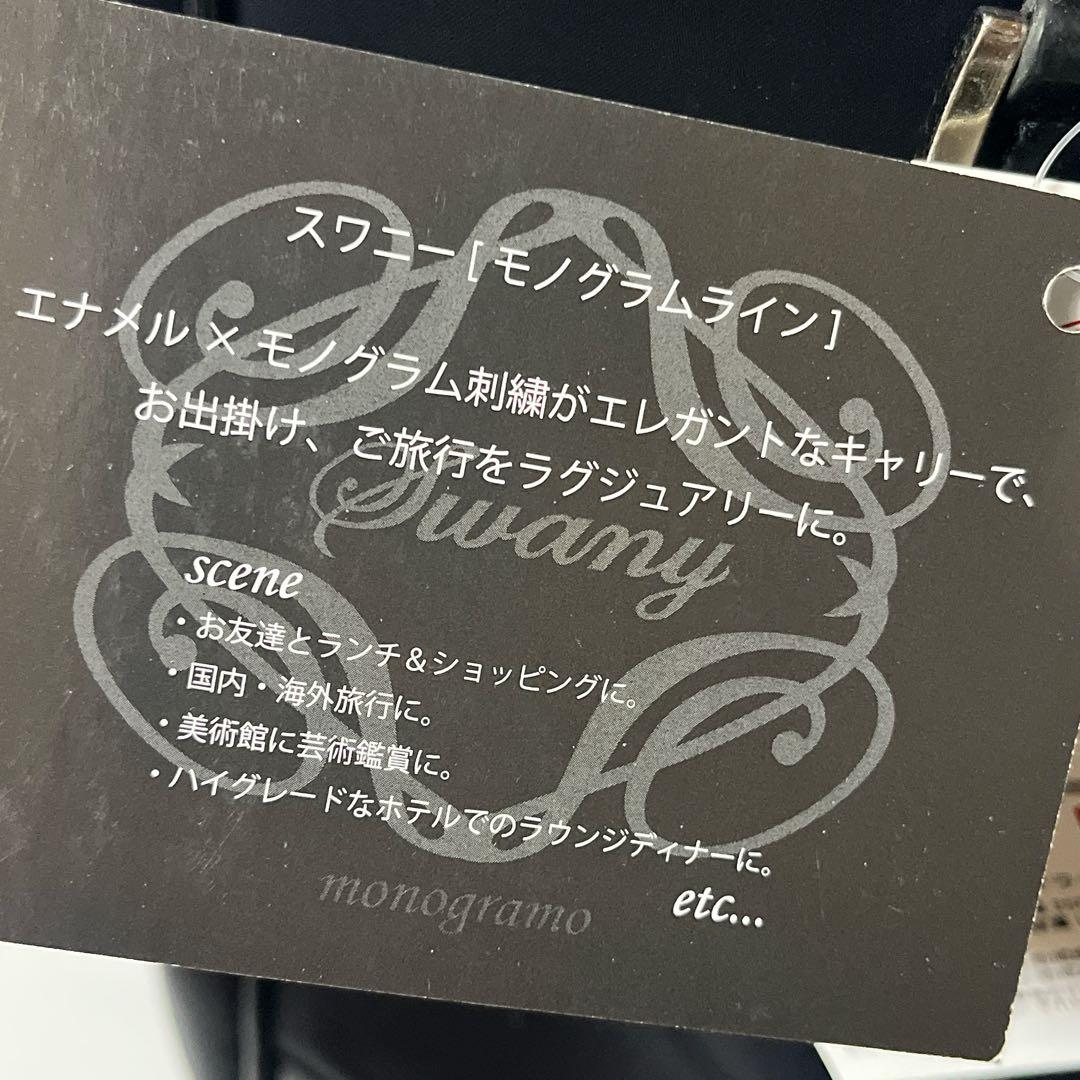 スワニー [ モノグラムライン ]
エナメル × モノグラム刺繍がエレガントなキャリーで、
お出掛け、ご旅行をラグジュアリーに。
Swany
scene
・お友達とランチ＆ショッピングに。
・国内・海外旅行に。
・美術館に芸術鑑賞に。
・ハイグレードなホテルでのラウンジディナーに。
etc...
monogramo